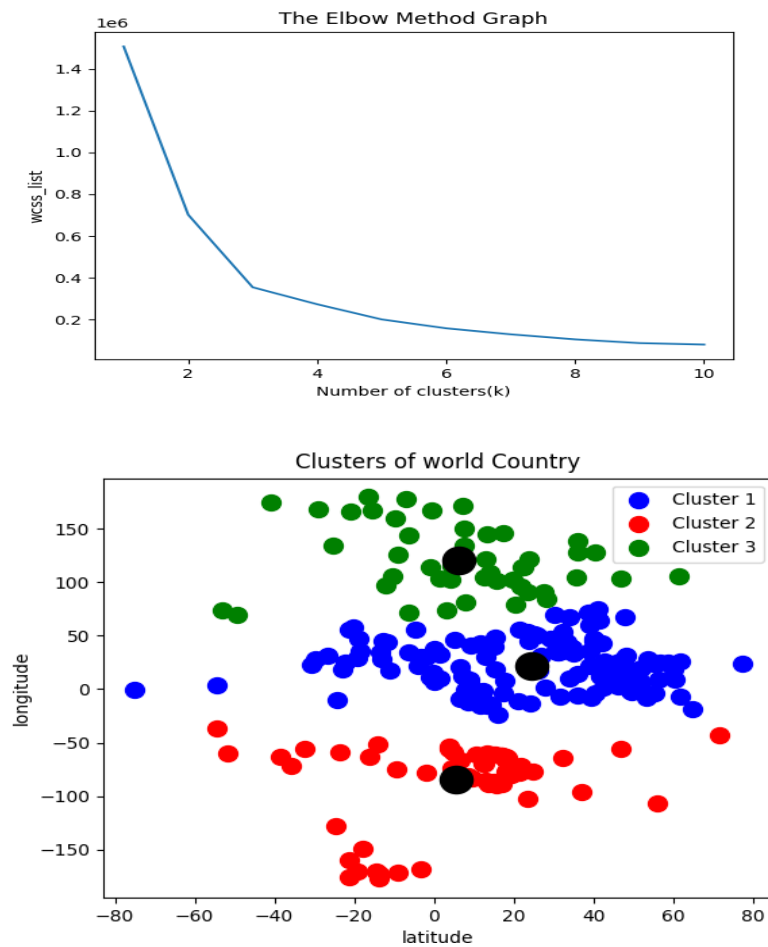 The Elbow Method Graph
1e6
1.4
1.2
1.0
0.8
0.6
0.4
0.2
wcss_list
2 4 6 8 10
Number of clusters(k)
Clusters of world Country
Cluster 1
Cluster 2
Cluster 3
150
100
50
0
−50
−100
−150
longitude
−80 −60 −40 −20 0 20 40 60 80
latitude